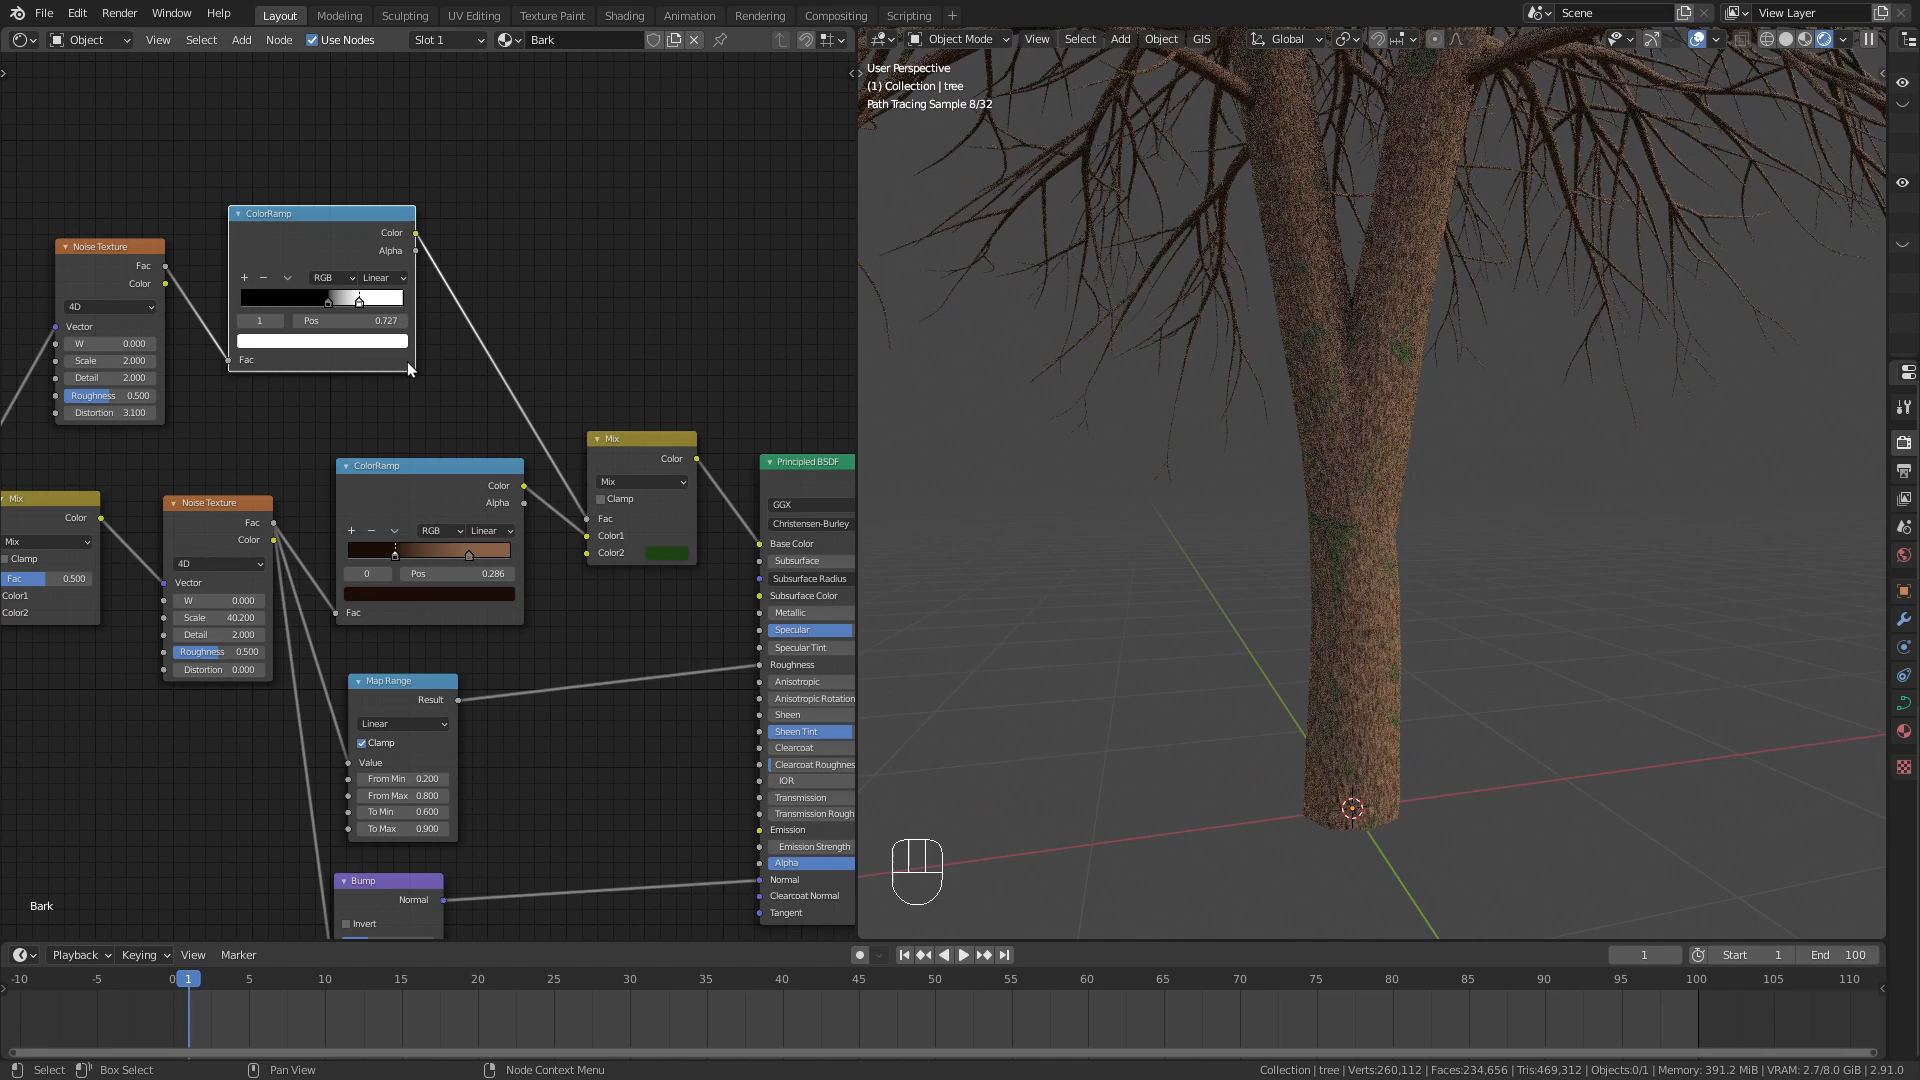 File Edit Render Window Help Layout Modeling Sculpting UV Editing Texture Paint Shading Animation Rendering Compositing Scripting + Scene View Layer
Object View Select Add Node Use Nodes Slot 1 Bark
Object Mode View Select Add Object GIS Global
User Perspective
(1) Collection | tree
Path Tracing Sample 8/32
ColorRamp
Color
Alpha
RGB Linear
1 Pos 0.727
Fac
Noise Texture
Fac
Color
4D
Vector
W 0.000
Scale 2.000
Detail 2.000
Roughness 0.500
Distortion 3.100
Mix
Color
Mix
Clamp
Fac
Color1
Color2
ColorRamp
Color
Alpha
RGB Linear
0 Pos 0.286
Fac
Mix
Color
Mix
Clamp
Fac 0.500
Color1
Color2
Noise Texture
Fac
Color
4D
Vector
W 0.000
Scale 40.200
Detail 2.000
Roughness 0.500
Distortion 0.000
Map Range
Result
Linear
Clamp
Value
From Min 0.200
From Max 0.800
To Min 0.600
To Max 0.900
Bump
Normal
Invert
Principled BSDF
GGX
Christensen-Burley
Base Color
Subsurface
Subsurface Radius
Subsurface Color
Metallic
Specular
Specular Tint
Roughness
Anisotropic
Anisotropic Rotation
Sheen
Sheen Tint
Clearcoat
Clearcoat Roughnes
IOR
Transmission
Transmission Rough
Emission
Emission Strength
Alpha
Normal
Clearcoat Normal
Tangent
Bark
Playback Keying View Marker 1 Start 1 End 100
-10 -5 0 1 5 10 15 20 25 30 35 40 45 50 55 60 65 70 75 80 85 90 95 100 105 110
Select Box Select Pan View Node Context Menu Collection | tree | Verts:260,112 | Faces:234,656 | Tris:469,312 | Objects:0/1 | Memory: 391.2 MiB | VRAM: 2.7/8.0 GiB | 2.91.0